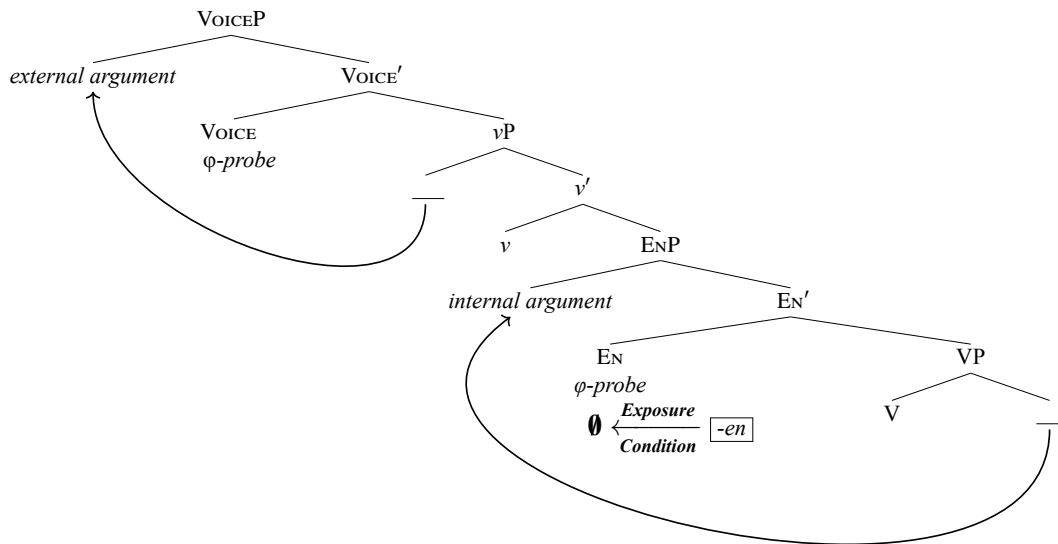 VOICEP
external argument VOICE′
VOICE vP
φ-probe
v′
v ENP
internal argument EN′
EN VP
φ-probe
∅ Exposure Condition -en V